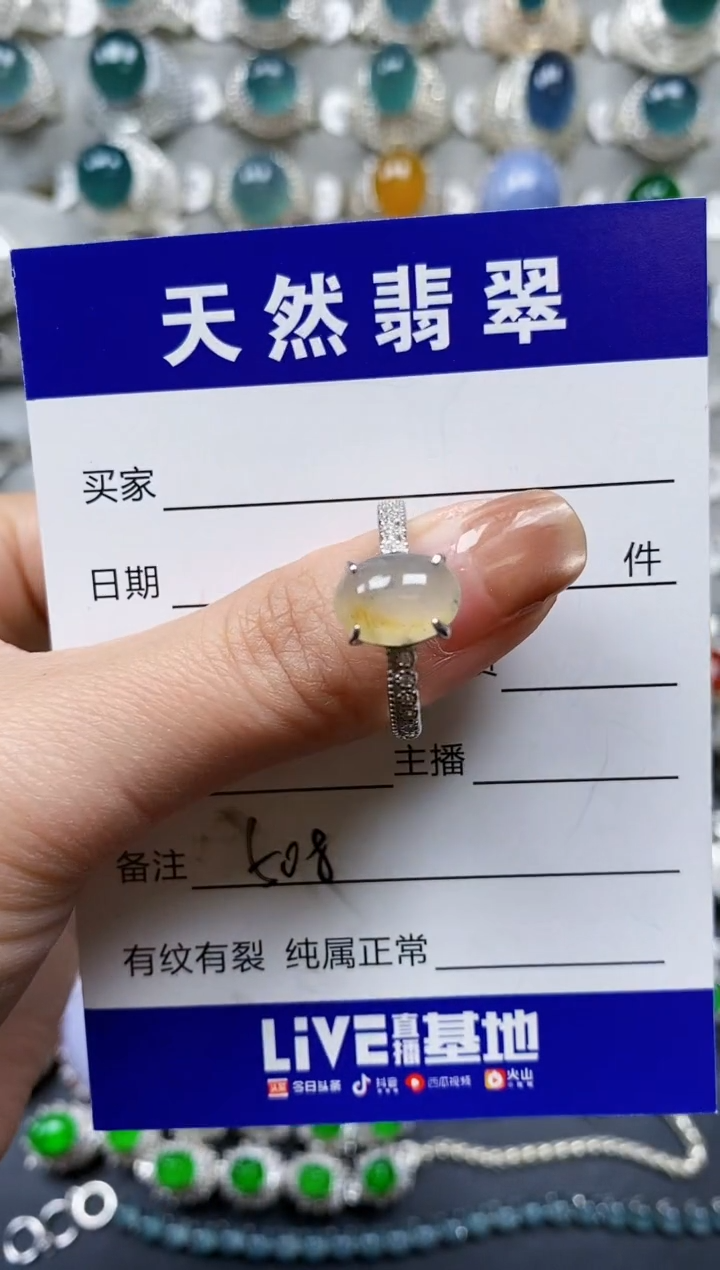 天然翡翠
买家
日期 件
主播
备注 508
有纹有裂 纯属正常
LiVE直播基地
今日头条 抖音 西瓜视频 火山